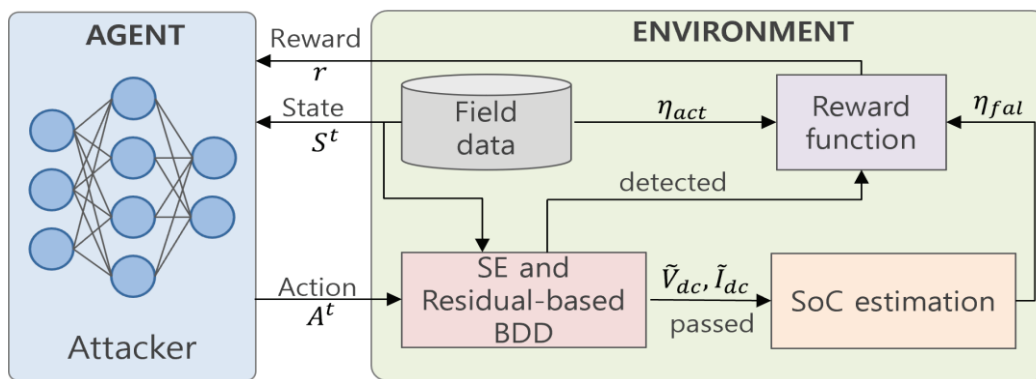 AGENT
Attacker
Reward
r
State
S^t
Action
A^t
ENVIRONMENT
Field
data
η_act
Reward
function
η_fal
detected
SE and
Residual-based
BDD
Ṽ_dc, Ĩ_dc
passed
SoC estimation